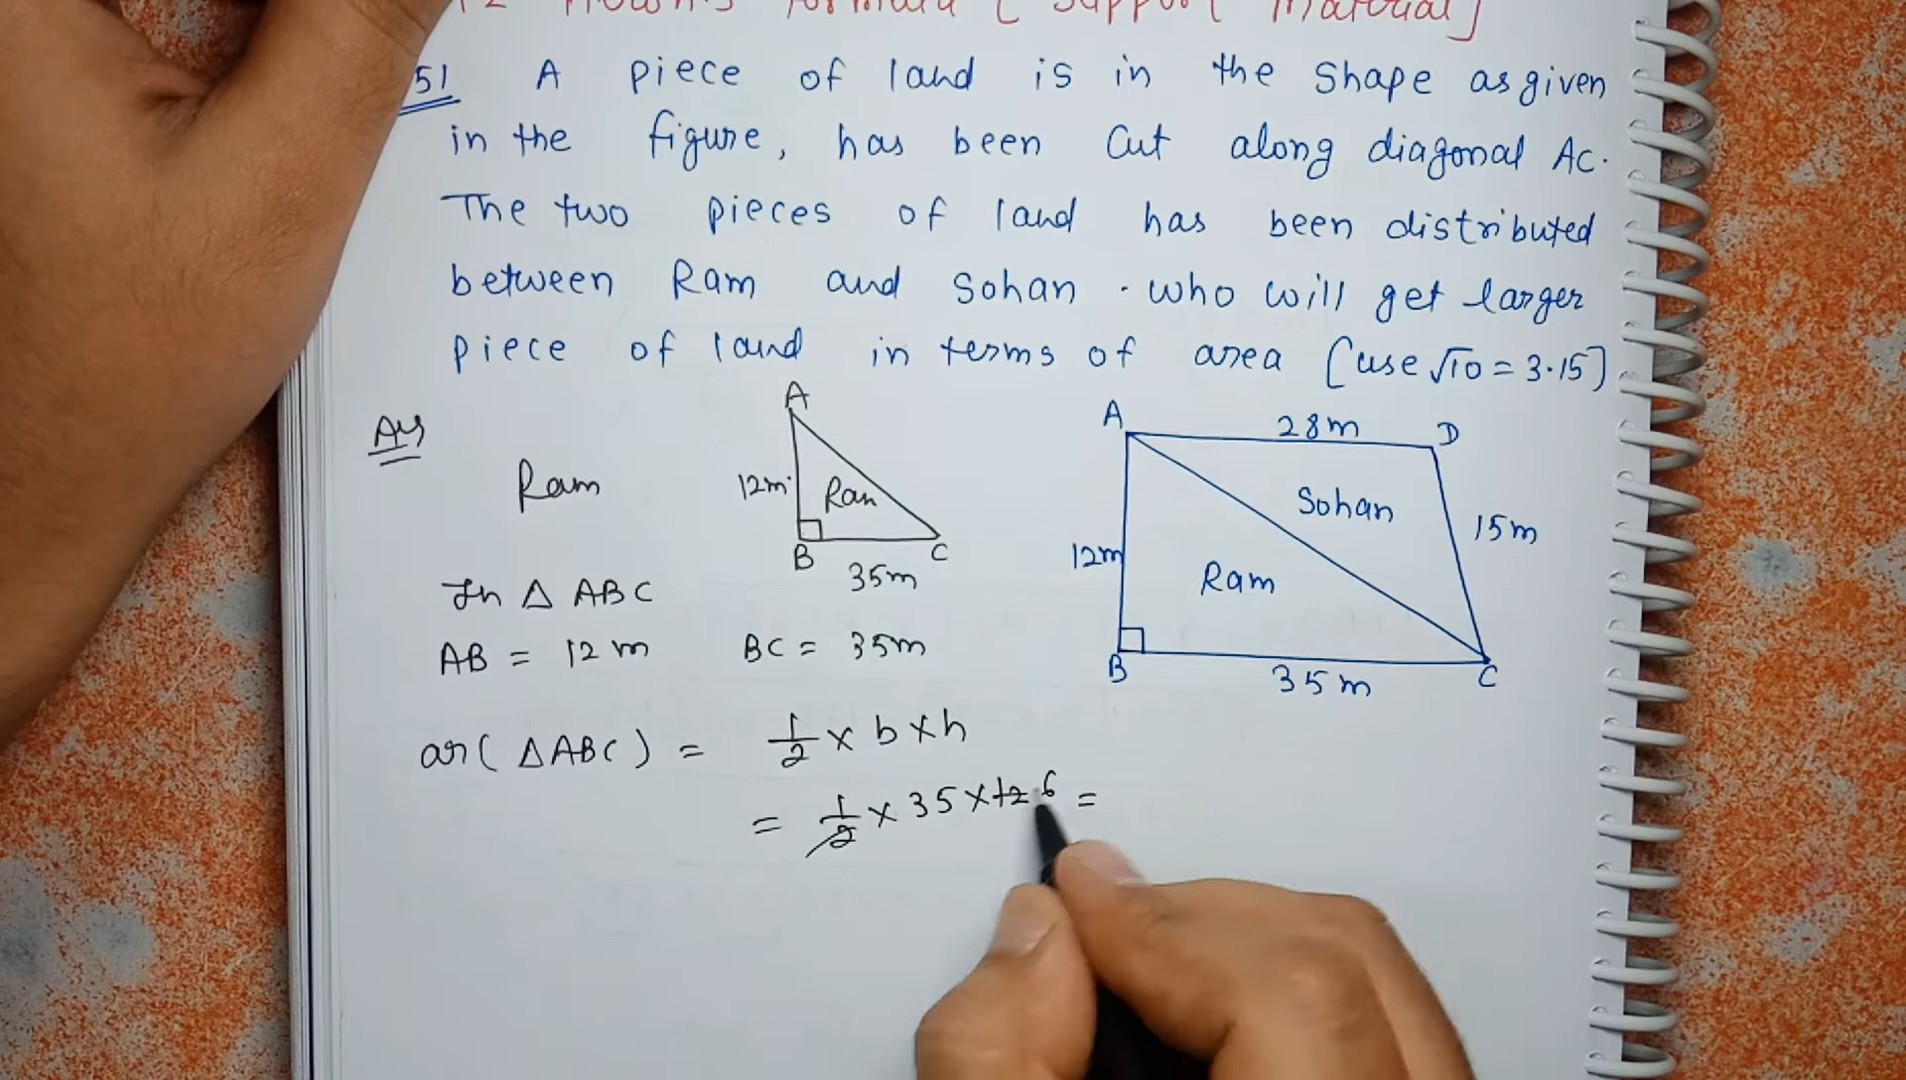 formula [ Support Material ]
51 A piece of land is in the shape as given
in the figure, has been Cut along diagonal AC.
The two pieces of land has been distributed
between Ram and Sohan . who will get larger
piece of land in terms of area [use √10 = 3.15]
Ans
Ram
A
12m
Ram
B
C
35m
A
28m
D
Sohan
15m
12m
Ram
B
35m
C
In △ ABC
AB = 12 m BC = 35m
ar( △ABC ) = 1/2 × b × h
= 1/2 × 35 × 12 6 =